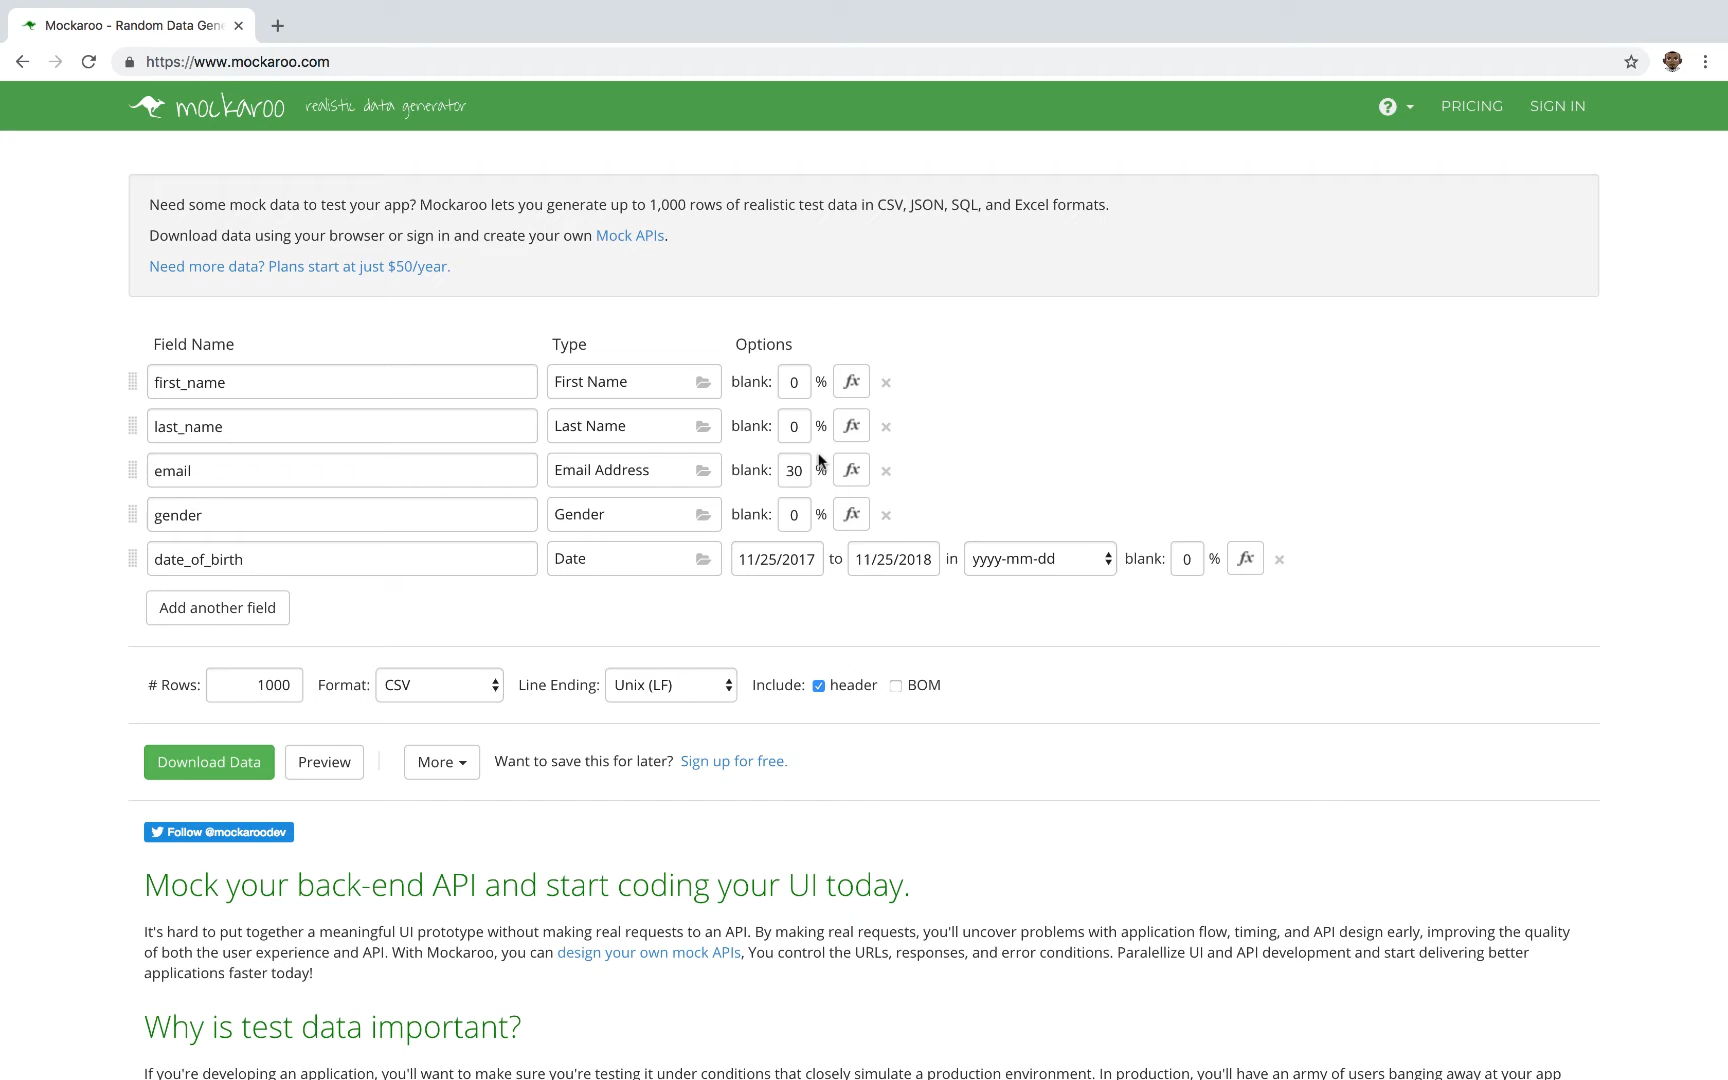 Mockaroo - Random Data Gene
https://www.mockaroo.com
mockaroo realistic data generator
? PRICING SIGN IN
Need some mock data to test your app? Mockaroo lets you generate up to 1,000 rows of realistic test data in CSV, JSON, SQL, and Excel formats.
Download data using your browser or sign in and create your own Mock APIs.
Need more data? Plans start at just $50/year.
Field Name Type Options
first_name First Name blank: 0 % fx ×
last_name Last Name blank: 0 % fx ×
email Email Address blank: 30 % fx ×
gender Gender blank: 0 % fx ×
date_of_birth Date 11/25/2017 to 11/25/2018 in yyyy-mm-dd blank: 0 % fx ×
Add another field
# Rows: 1000 Format: CSV Line Ending: Unix (LF) Include: header BOM
Download Data Preview More Want to save this for later? Sign up for free.
Follow @mockaroodev
Mock your back-end API and start coding your UI today.
It's hard to put together a meaningful UI prototype without making real requests to an API. By making real requests, you'll uncover problems with application flow, timing, and API design early, improving the quality
of both the user experience and API. With Mockaroo, you can design your own mock APIs, You control the URLs, responses, and error conditions. Paralellize UI and API development and start delivering better
applications faster today!
Why is test data important?
If you're developing an application, you'll want to make sure you're testing it under conditions that closely simulate a production environment. In production, you'll have an army of users banging away at your app